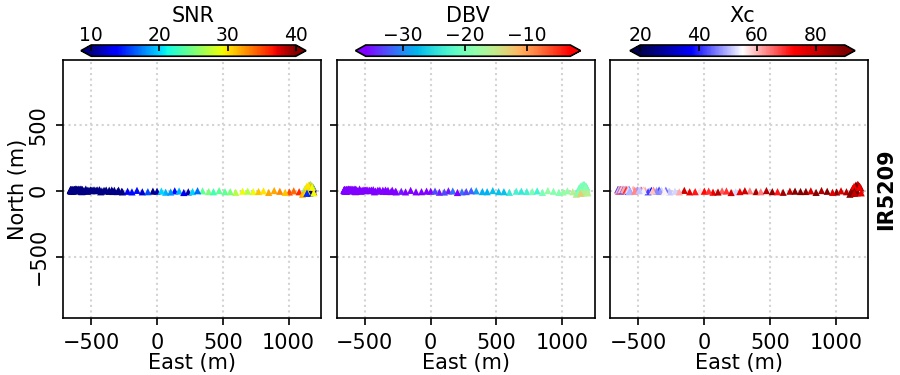 SNR DBV Xc
10 20 30 40 −30 −20 −10 20 40 60 80
North (m)
500
0
−500
−500 0 500 1000 −500 0 500 1000 −500 0 500 1000
East (m) East (m) East (m)
IR5209